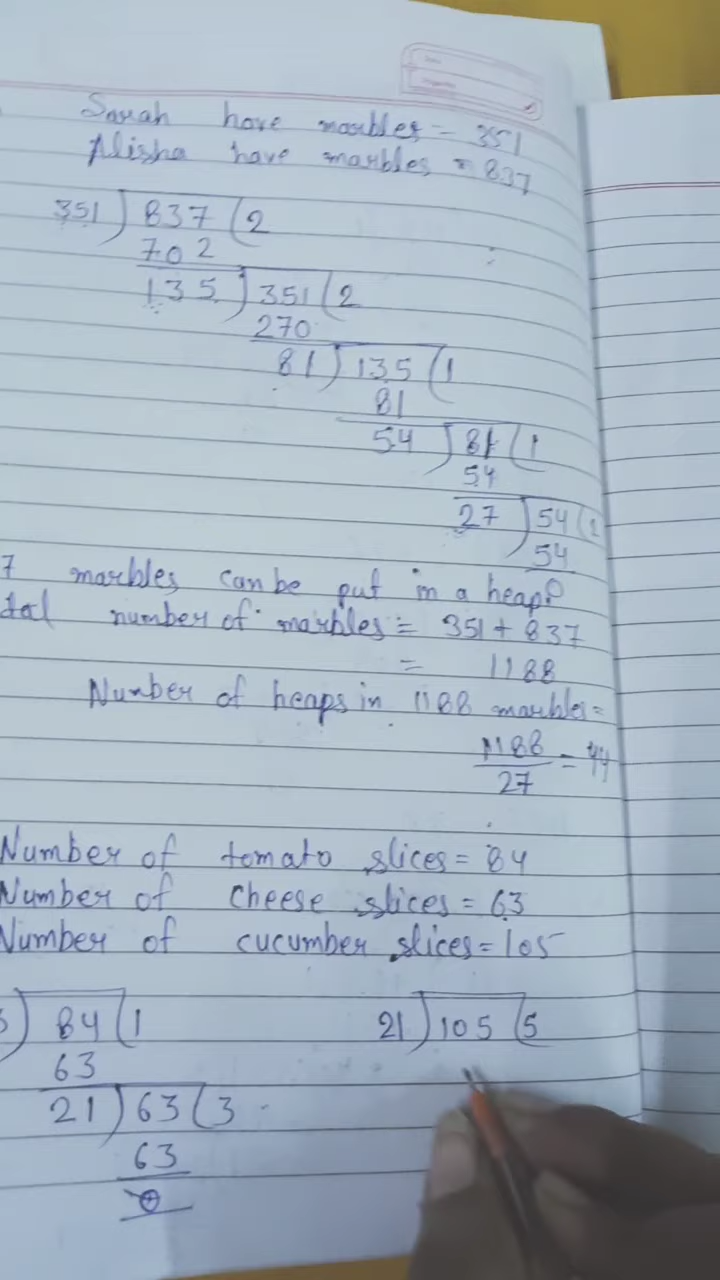 Sarah have marbles = 351
Alisha have marbles = 837
351 ) 837 ( 2
702
135 ) 351 ( 2
270
81 ) 135 ( 1
81
54 ) 81 ( 1
54
27 ) 54 (
54
7 marbles can be put in a heap?
tal number of marbles = 351 + 837
= 1188
Number of heaps in 1188 marbles =
1188
27
= 44
Number of tomato slices = 84
Number of cheese slices = 63
Number of cucumber slices = 105
) 84 ( 1
63
21 ) 63 ( 3
63
0
21 ) 105 ( 5